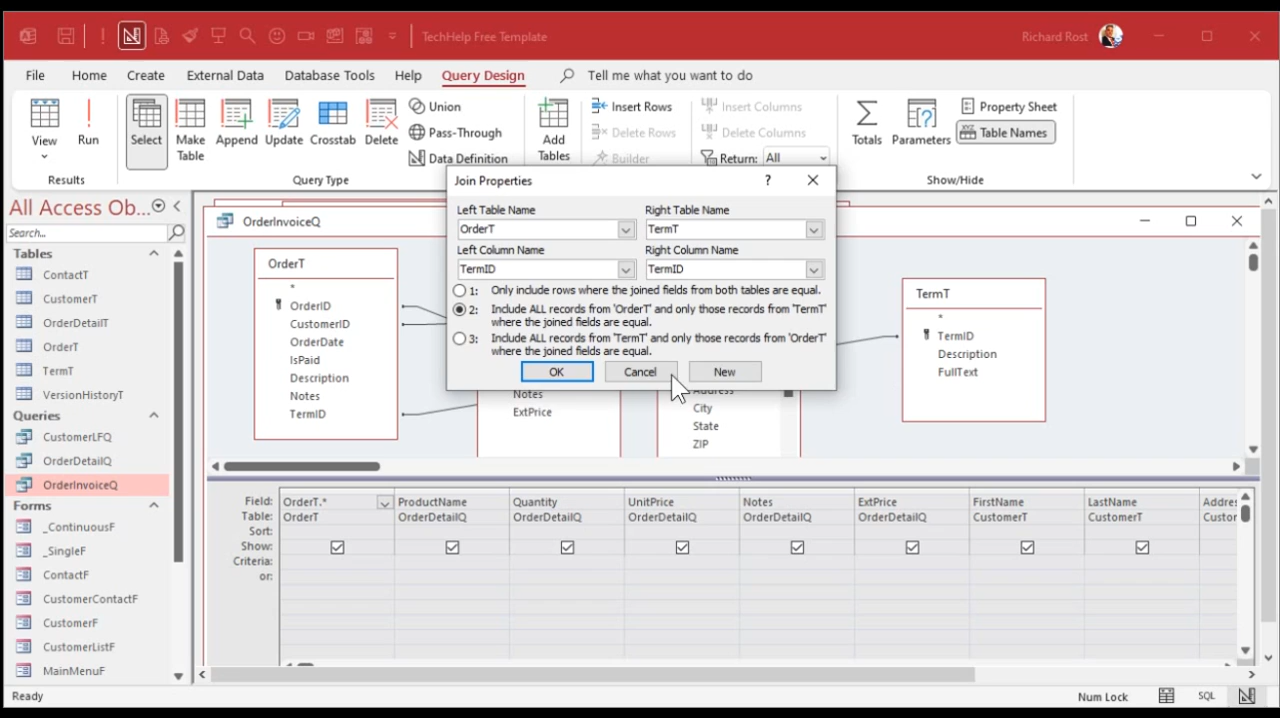 TechHelp Free Template
Richard Rost
File Home Create External Data Database Tools Help Query Design Tell me what you want to do
View
Run
Select
Make Table
Append
Update
Crosstab
Delete
Union
Pass-Through
Data Definition
Add Tables
Insert Rows
Delete Rows
Builder
Insert Columns
Delete Columns
Return: All
Totals
Parameters
Property Sheet
Table Names
Results
Query Type
Show/Hide
All Access Ob...
Search...
Tables
ContactT
CustomerT
OrderDetailT
OrderT
TermT
VersionHistoryT
Queries
CustomerLFQ
OrderDetailQ
OrderInvoiceQ
Forms
_ContinuousF
_SingleF
ContactF
CustomerContactF
CustomerF
CustomerListF
MainMenuF
OrderInvoiceQ
OrderT
*
OrderID
CustomerID
OrderDate
IsPaid
Description
Notes
TermID
Join Properties ?
Left Table Name Right Table Name
OrderT TermT
Left Column Name Right Column Name
TermID TermID
1: Only include rows where the joined fields from both tables are equal.
2: Include ALL records from 'OrderT' and only those records from 'TermT'
where the joined fields are equal.
3: Include ALL records from 'TermT' and only those records from 'OrderT'
where the joined fields are equal.
OK Cancel New
Notes
ExtPrice
Address
City
State
ZIP
TermT
*
TermID
Description
FullText
Field: OrderT.* ProductName Quantity UnitPrice Notes ExtPrice FirstName LastName Addres
Table: OrderT OrderDetailQ OrderDetailQ OrderDetailQ OrderDetailQ OrderDetailQ CustomerT CustomerT Custor
Sort:
Show:
Criteria:
or:
Ready Num Lock SQL